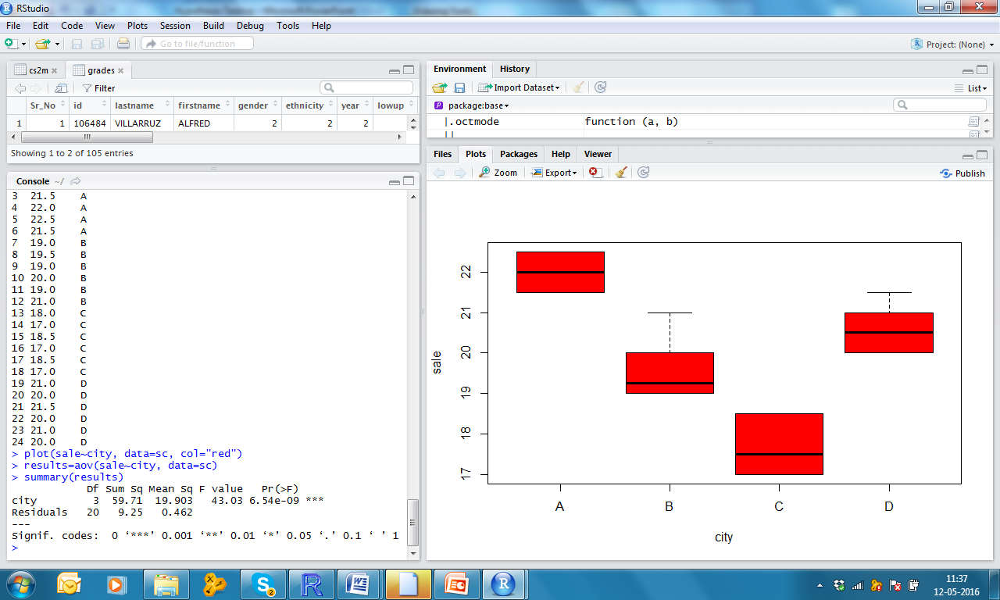 RStudio
File Edit Code View Plots Session Build Debug Tools Help
Go to file/function
Project: (None)
cs2m
grades
Filter
Sr_No id lastname firstname gender ethnicity year lowup
1 1 106484 VILLARRUZ ALFRED 2 2 2
Showing 1 to 2 of 105 entries
Console ~/
3 21.5 A
4 22.0 A
5 22.5 A
6 21.5 A
7 19.0 B
8 19.5 B
9 19.0 B
10 20.0 B
11 19.0 B
12 21.0 B
13 18.0 C
14 17.0 C
15 18.5 C
16 17.0 C
17 18.5 C
18 17.0 C
19 21.0 D
20 20.0 D
21 21.5 D
22 20.0 D
23 21.0 D
24 20.0 D
> plot(sale~city, data=sc, col="red")
> results=aov(sale~city, data=sc)
> summary(results)
Df Sum Sq Mean Sq F value Pr(>F)
city 3 59.71 19.903 43.03 6.54e-09 ***
Residuals 20 9.25 0.462
---
Signif. codes: 0 ‘***’ 0.001 ‘**’ 0.01 ‘*’ 0.05 ‘.’ 0.1 ‘ ’ 1
>
Environment History
Import Dataset
List
package:base
|.octmode function (a, b)
Files Plots Packages Help Viewer
Zoom Export Publish
22
21
20
19
18
17
sale
A B C D
city
2
11:37
12-05-2016